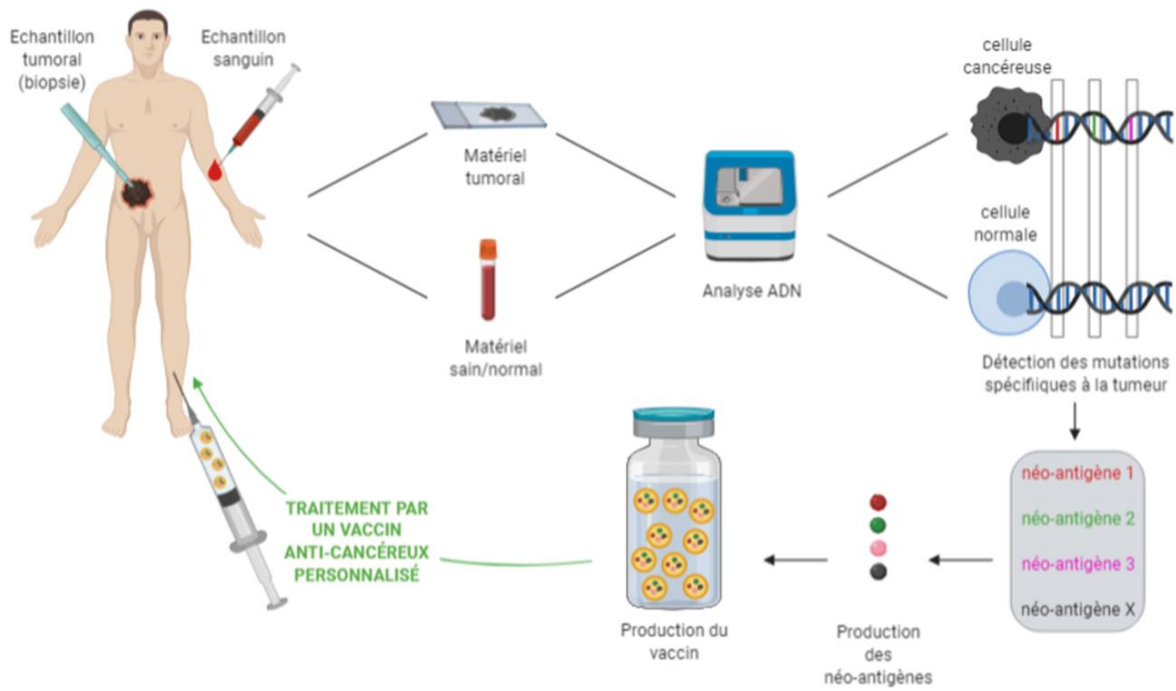 Echantillon
tumoral
(biopsie)
Echantillon
sanguin
Matériel
tumoral
Matériel
sain/normal
Analyse ADN
cellule
cancéreuse
cellule
normale
Détection des mutations
spécifiiques à la tumeur
néo-antigène 1
néo-antigène 2
néo-antigène 3
néo-antigène X
Production
des
néo-antigènes
Production du
vaccin
TRAITEMENT PAR
UN VACCIN
ANTI-CANCÉREUX
PERSONNALISÉ